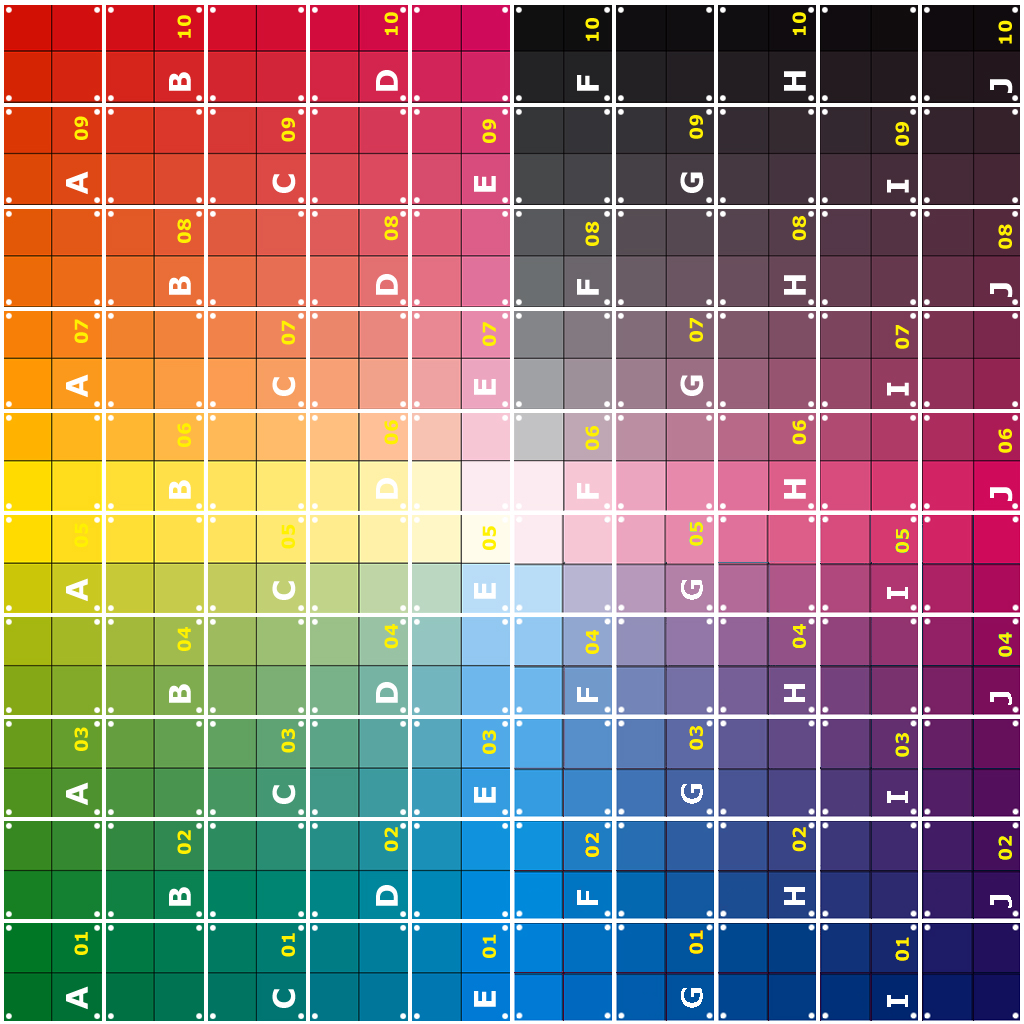 B 10
D 10
F 10
H 10
J 10
A 09
C 09
E 09
G 09
I 09
B 08
D 08
F 08
H 08
J 08
A 07
C 07
E 07
G 07
I 07
B 06
D 06
F 06
H 06
J 06
A 05
C 05
E 05
G 05
I 05
B 04
D 04
F 04
H 04
J 04
A 03
C 03
E 03
G 03
I 03
B 02
D 02
F 02
H 02
J 02
A 01
C 01
E 01
G 01
I 01